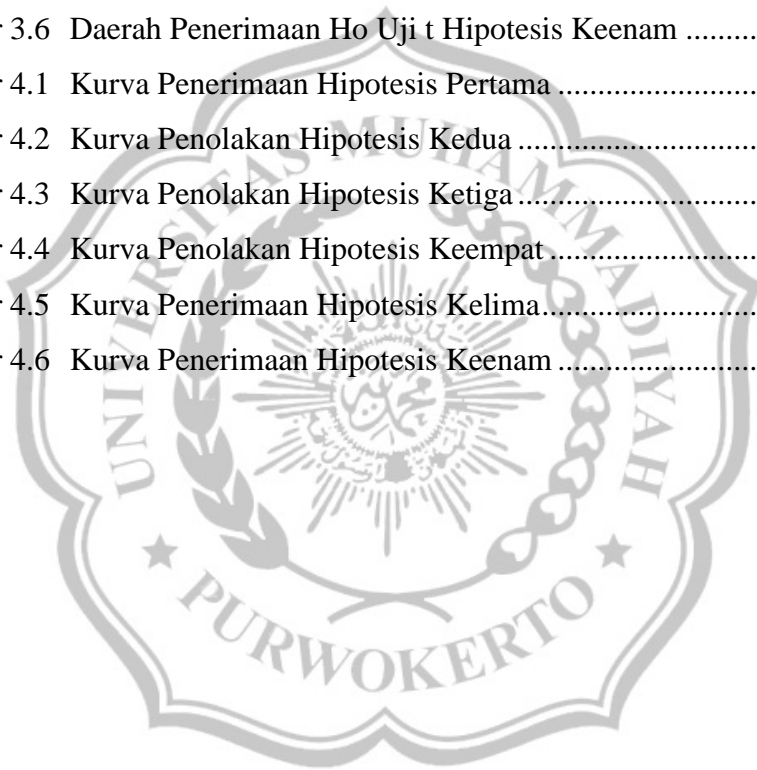 r 3.6 Daerah Penerimaan Ho Uji t Hipotesis Keenam .........
r 4.1 Kurva Penerimaan Hipotesis Pertama ........................
r 4.2 Kurva Penolakan Hipotesis Kedua .............................
r 4.3 Kurva Penolakan Hipotesis Ketiga .............................
r 4.4 Kurva Penolakan Hipotesis Keempat .........................
r 4.5 Kurva Penerimaan Hipotesis Kelima..........................
r 4.6 Kurva Penerimaan Hipotesis Keenam ........................
UNIVERSITAS MUHAMMADIYAH
PURWOKERTO